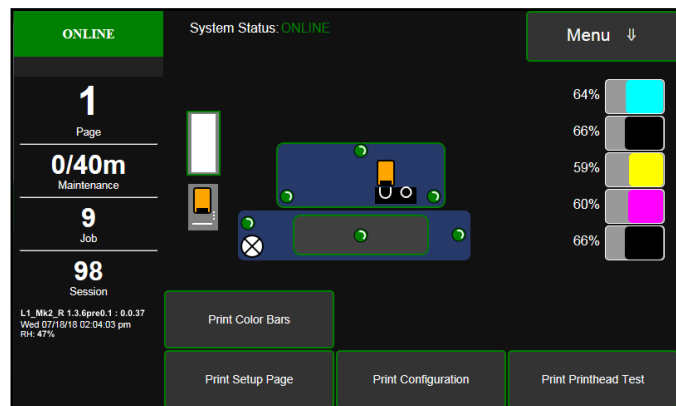 ONLINE
System Status: ONLINE
Menu ⇓
1
Page
0/40m
Maintenance
9
Job
98
Session
L1_Mk2_R 1.3.6pre0.1 : 0.0.37
Wed 07/18/18 02:04:03 pm
RH: 47%
64%
66%
59%
60%
66%
Print Color Bars
Print Setup Page
Print Configuration
Print Printhead Test